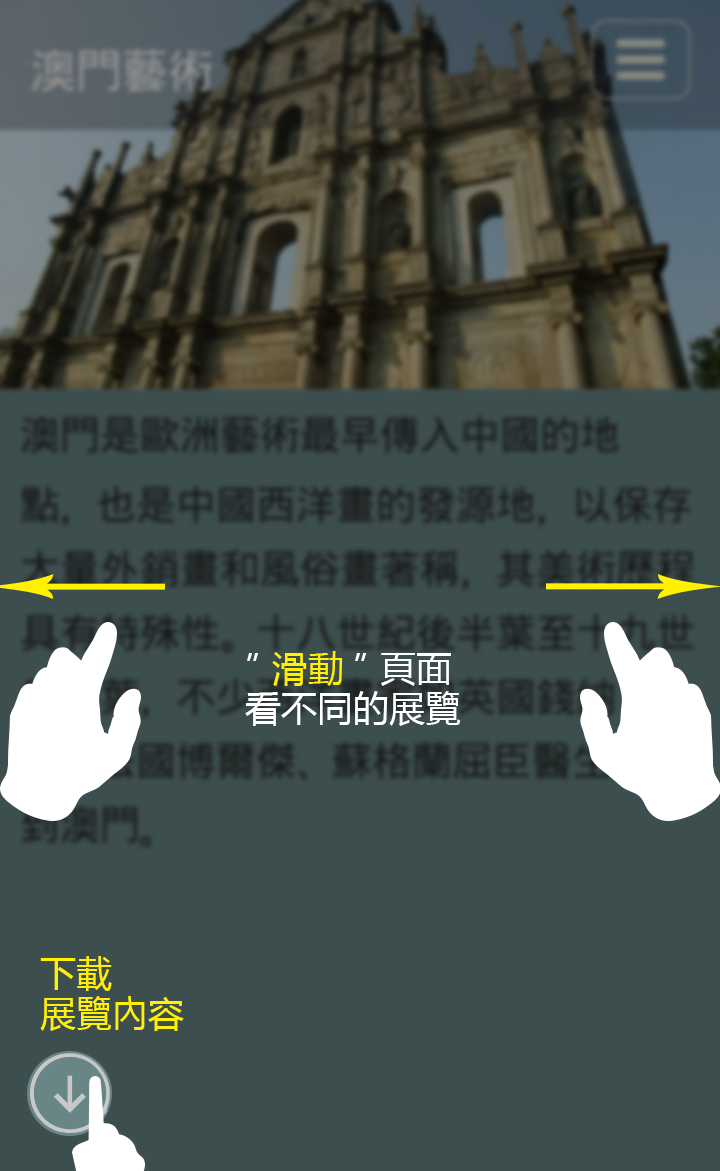 澳門藝術
澳門是歐洲藝術最早傳入中國的地
點，也是中國西洋畫的發源地，以保存
大量外銷畫和風俗畫著稱，其美術歷程
具有特殊性。十八世紀後半葉至十九世
"滑動"頁面
不少
英國錢納
看不同的展覽
國博爾傑、蘇格蘭屈臣醫生
到澳門。
下載
展覽內容